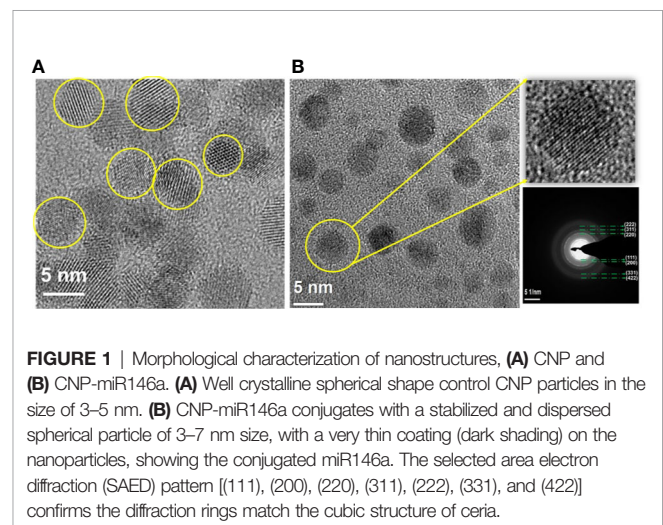 A
B
5 nm
5 nm
(222)
(311)
(220)
(111)
(200)
(331)
(422)
5 1/nm
FIGURE 1 | Morphological characterization of nanostructures, (A) CNP and
(B) CNP-miR146a. (A) Well crystalline spherical shape control CNP particles in the
size of 3–5 nm. (B) CNP-miR146a conjugates with a stabilized and dispersed
spherical particle of 3–7 nm size, with a very thin coating (dark shading) on the
nanoparticles, showing the conjugated miR146a. The selected area electron
diffraction (SAED) pattern [(111), (200), (220), (311), (222), (331), and (422)]
confirms the diffraction rings match the cubic structure of ceria.